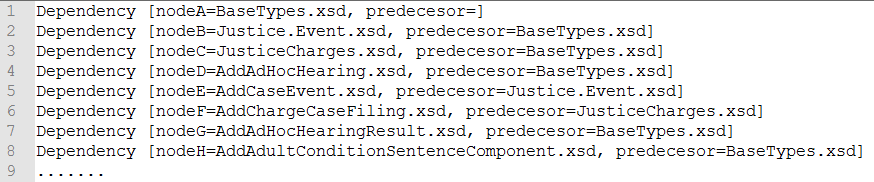 1 Dependency [nodeA=BaseTypes.xsd, predecesor=]
2 Dependency [nodeB=Justice.Event.xsd, predecesor=BaseTypes.xsd]
3 Dependency [nodeC=JusticeCharges.xsd, predecesor=BaseTypes.xsd]
4 Dependency [nodeD=AddAdHocHearing.xsd, predecesor=BaseTypes.xsd]
5 Dependency [nodeE=AddCaseEvent.xsd, predecesor=Justice.Event.xsd]
6 Dependency [nodeF=AddChargeCaseFiling.xsd, predecesor=JusticeCharges.xsd]
7 Dependency [nodeG=AddAdHocHearingResult.xsd, predecesor=BaseTypes.xsd]
8 Dependency [nodeH=AddAdultConditionSentenceComponent.xsd, predecesor=BaseTypes.xsd]
9 .......